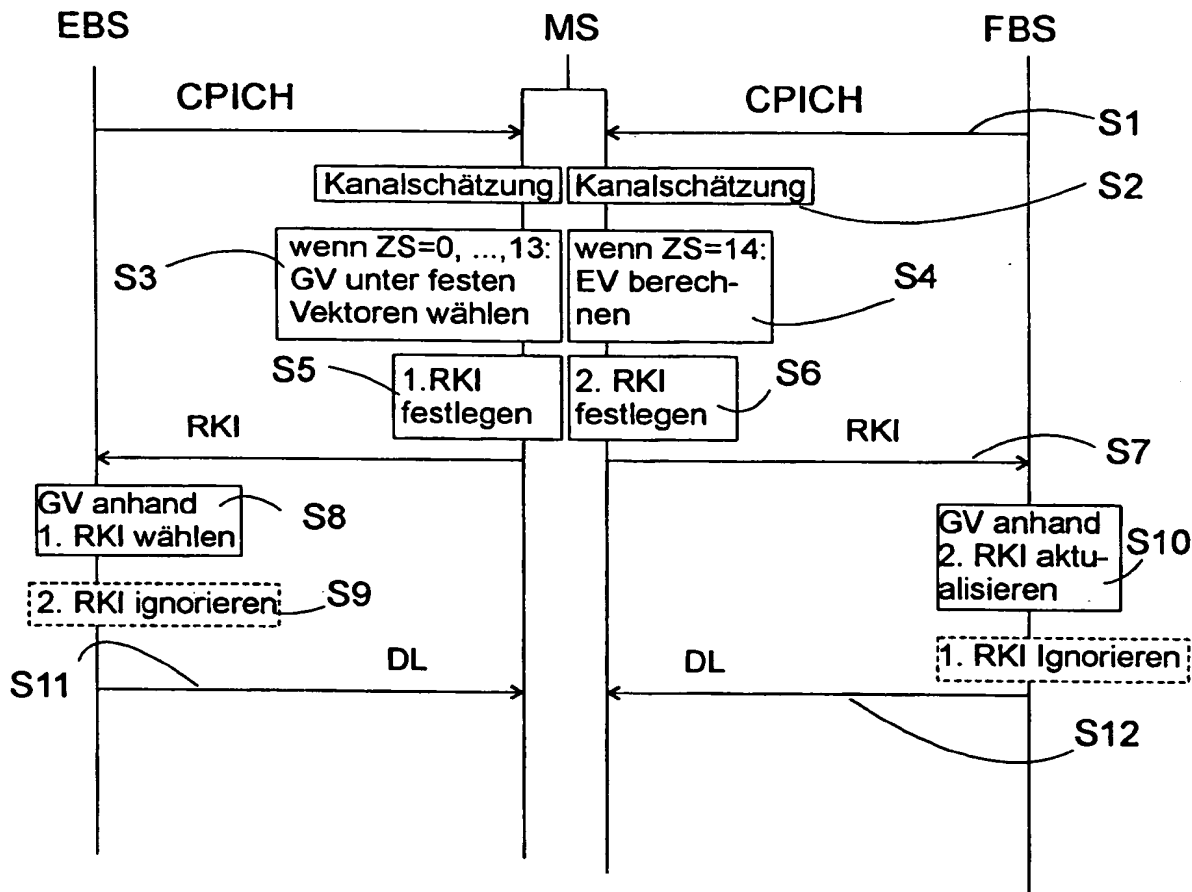 EBS
MS
FBS
CPICH
CPICH
S1
Kanalschätzung
Kanalschätzung
S2
wenn ZS=0, ...,13:
GV unter festen
Vektoren wählen
S3
wenn ZS=14:
EV berech-
nen
S4
S5
1.RKI
festlegen
2. RKI
festlegen
S6
RKI
RKI
S7
GV anhand
1. RKI wählen
S8
GV anhand
2. RKI aktu-
alisieren
S10
2. RKI ignorieren
S9
1. RKI Ignorieren
S11
DL
DL
S12